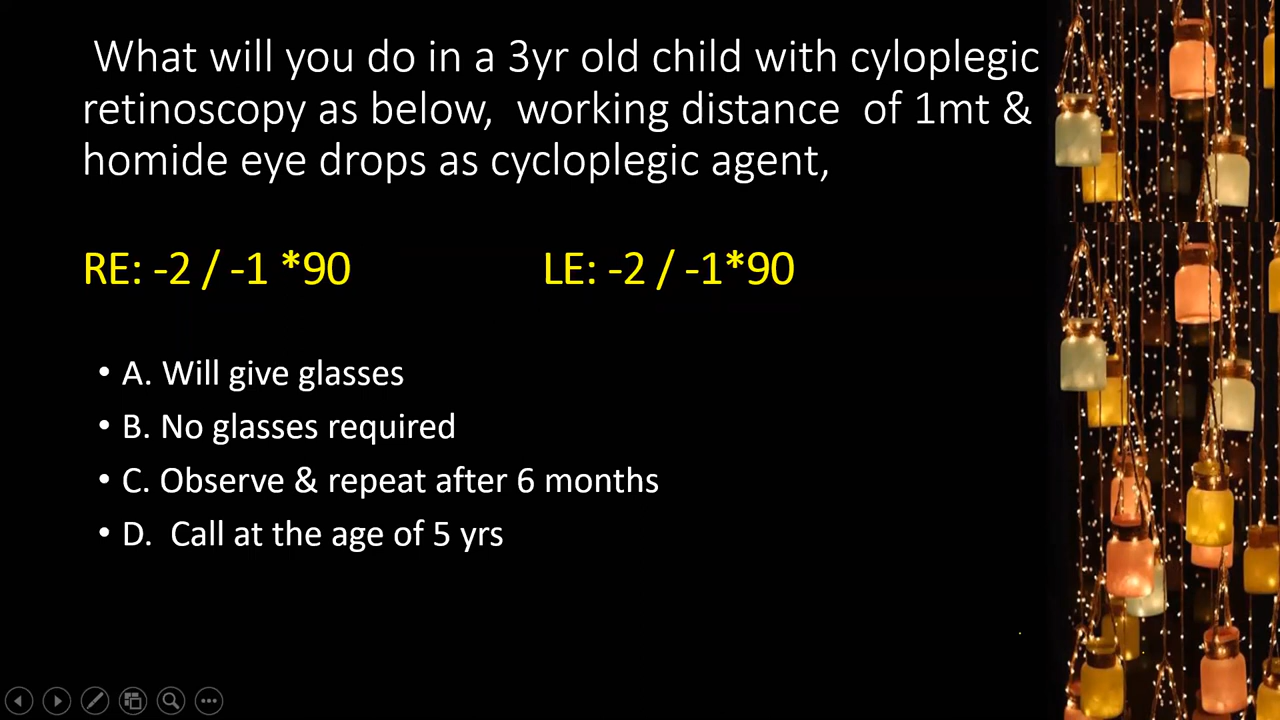 What will you do in a 3yr old child with cyloplegic
retinoscopy as below,  working distance  of 1mt &
homide eye drops as cycloplegic agent,
RE: -2 / -1 *90 LE: -2 / -1*90
• A. Will give glasses
• B. No glasses required
• C. Observe & repeat after 6 months
• D.  Call at the age of 5 yrs